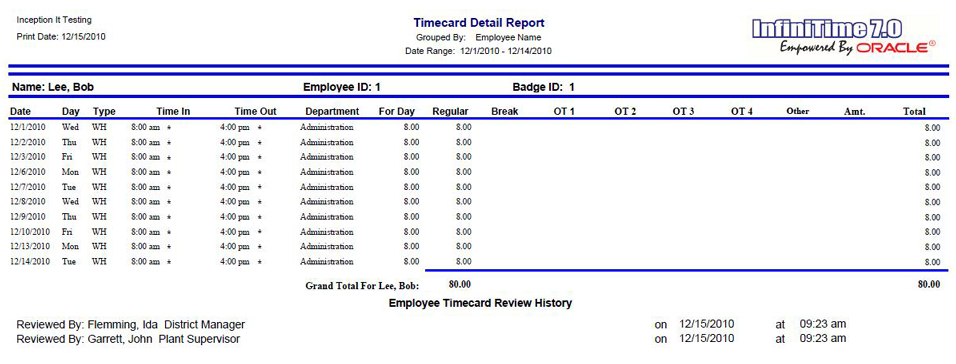 Inception It Testing
Print Date: 12/15/2010
Timecard Detail Report
Grouped By: Employee Name
Date Range: 12/1/2010 - 12/14/2010
InfiniTime 7.0
Empowered By ORACLE®
Name: Lee, Bob Employee ID: 1 Badge ID: 1
Date Day Type Time In Time Out Department For Day Regular Break OT 1 OT 2 OT 3 OT 4 Other Amt. Total
12/1/2010 Wed WH 8:00 am * 4:00 pm * Administration 8.00 8.00 8.00
12/2/2010 Thu WH 8:00 am * 4:00 pm * Administration 8.00 8.00 8.00
12/3/2010 Fri WH 8:00 am * 4:00 pm * Administration 8.00 8.00 8.00
12/6/2010 Mon WH 8:00 am * 4:00 pm * Administration 8.00 8.00 8.00
12/7/2010 Tue WH 8:00 am * 4:00 pm * Administration 8.00 8.00 8.00
12/8/2010 Wed WH 8:00 am * 4:00 pm * Administration 8.00 8.00 8.00
12/9/2010 Thu WH 8:00 am * 4:00 pm * Administration 8.00 8.00 8.00
12/10/2010 Fri WH 8:00 am * 4:00 pm * Administration 8.00 8.00 8.00
12/13/2010 Mon WH 8:00 am * 4:00 pm * Administration 8.00 8.00 8.00
12/14/2010 Tue WH 8:00 am * 4:00 pm * Administration 8.00 8.00 8.00
Grand Total For Lee, Bob: 80.00 80.00
Employee Timecard Review History
Reviewed By: Flemming, Ida District Manager on 12/15/2010 at 09:23 am
Reviewed By: Garrett, John Plant Supervisor on 12/15/2010 at 09:23 am